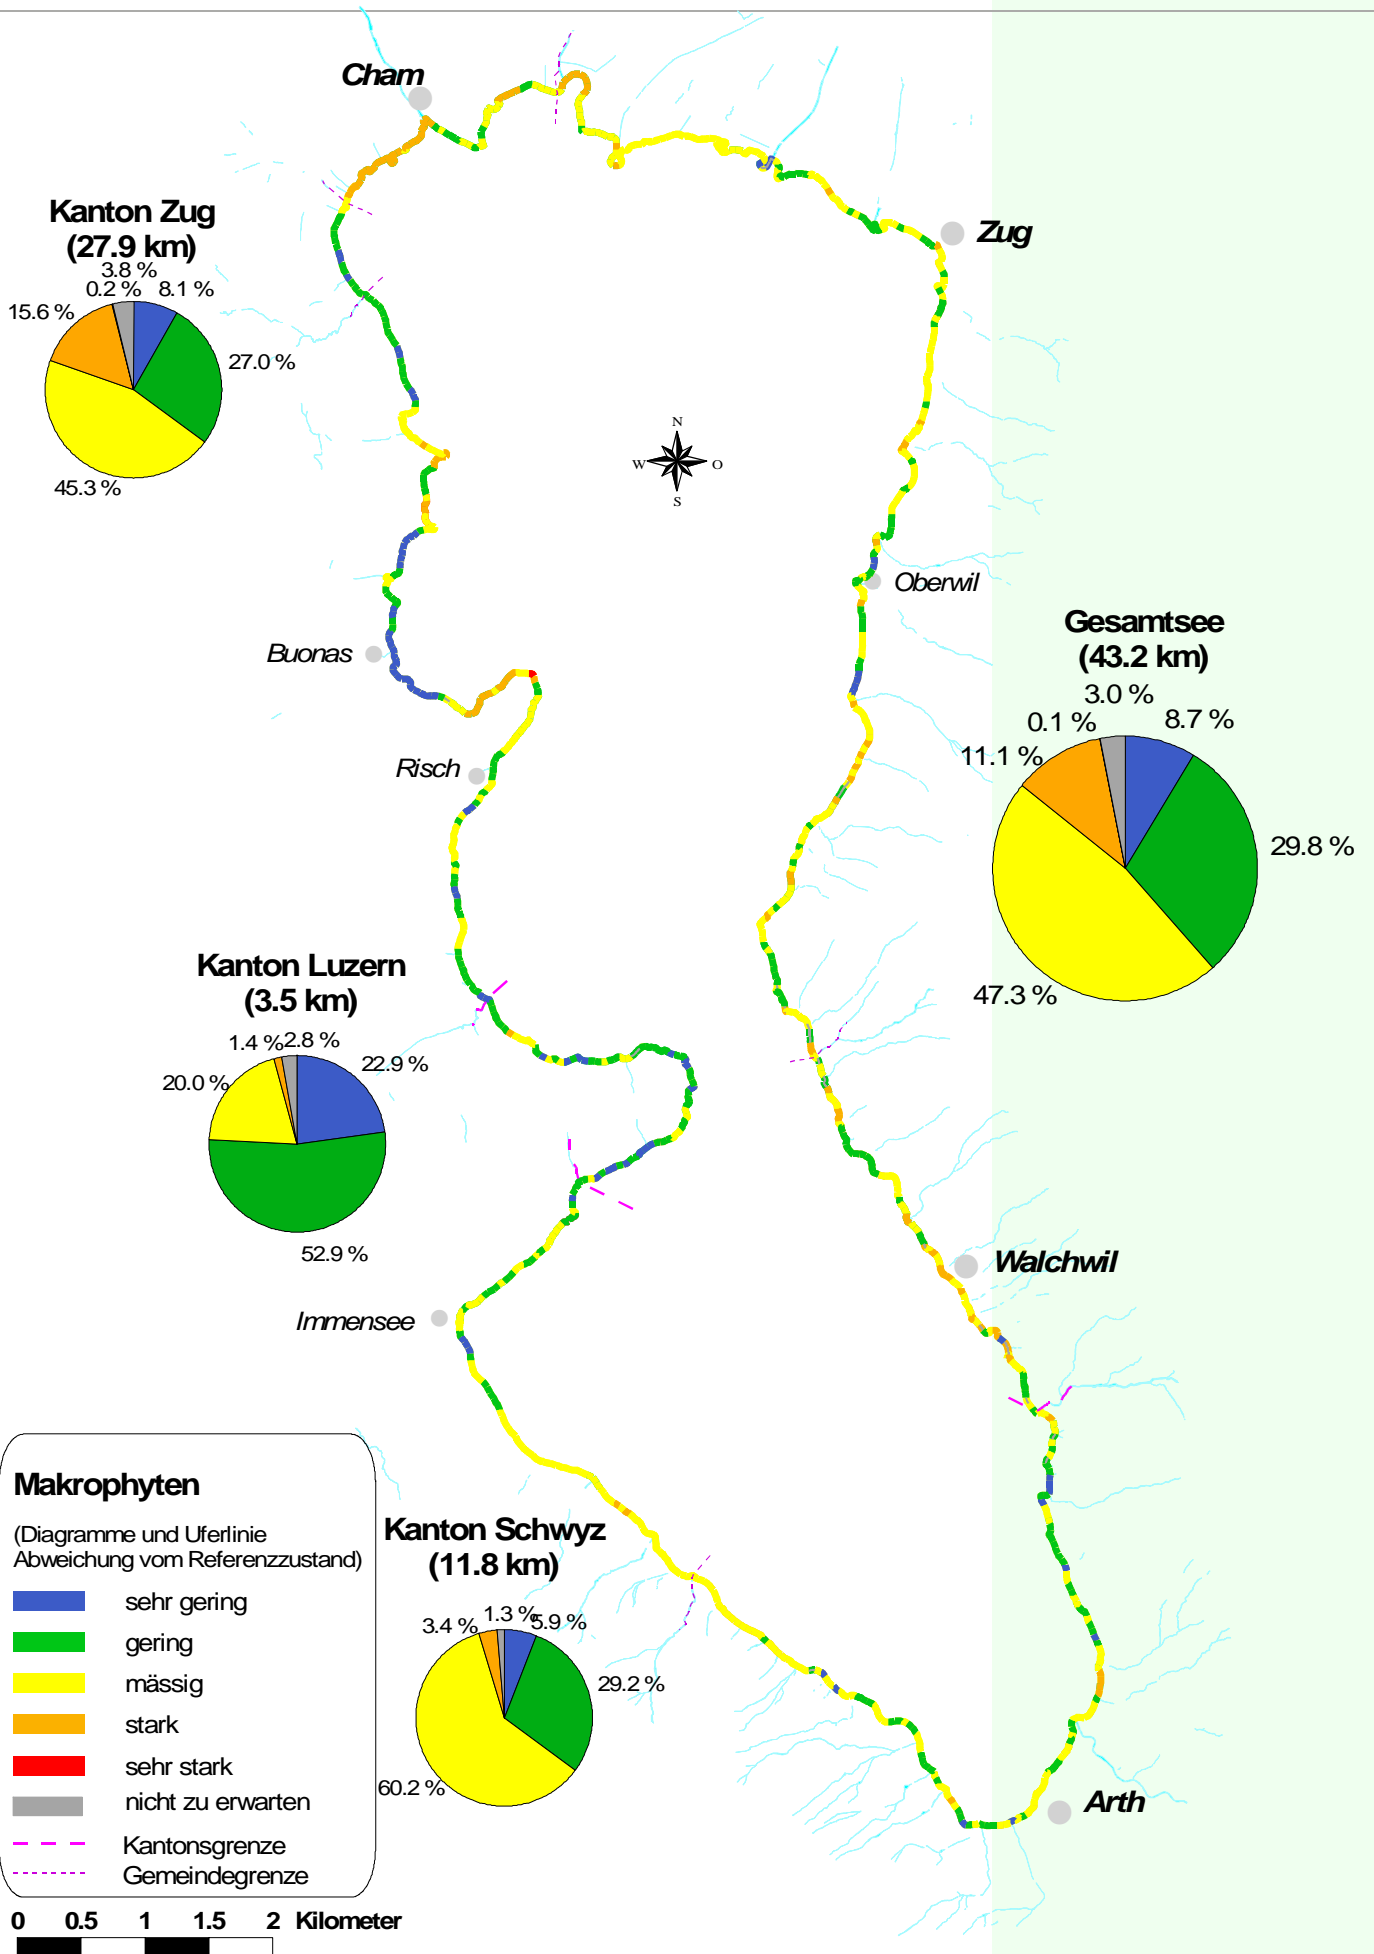 Cham
Kanton Zug
(27.9 km)
3.8 %
0.2 %
8.1 %
15.6 %
27.0 %
45.3 %
Zug
N
W
O
S
Oberwil
Buonas
Gesamtsee
(43.2 km)
3.0 %
0.1 %
8.7 %
11.1 %
29.8 %
47.3 %
Risch
Kanton Luzern
(3.5 km)
1.4 %
2.8 %
22.9 %
20.0 %
52.9 %
Walchwil
Immensee
Makrophyten
(Diagramme und Uferlinie
Abweichung vom Referenzzustand)
sehr gering
gering
mässig
stark
sehr stark
nicht zu erwarten
Kantonsgrenze
Gemeindegrenze
Kanton Schwyz
(11.8 km)
3.4 %
1.3 %
5.9 %
29.2 %
60.2 %
Arth
0 0.5 1 1.5 2 Kilometer